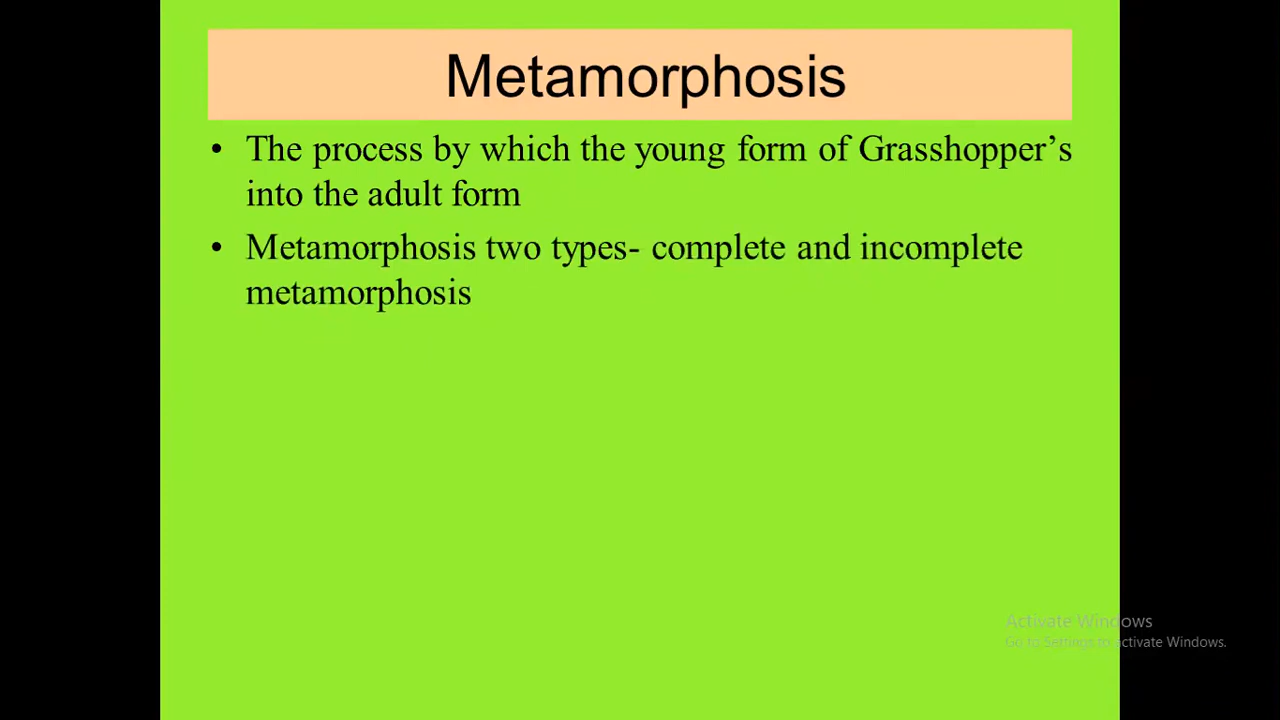 Metamorphosis
• The process by which the young form of Grasshopper’s
into the adult form
• Metamorphosis two types- complete and incomplete
metamorphosis
Activate Windows
Go to Settings to activate Windows.